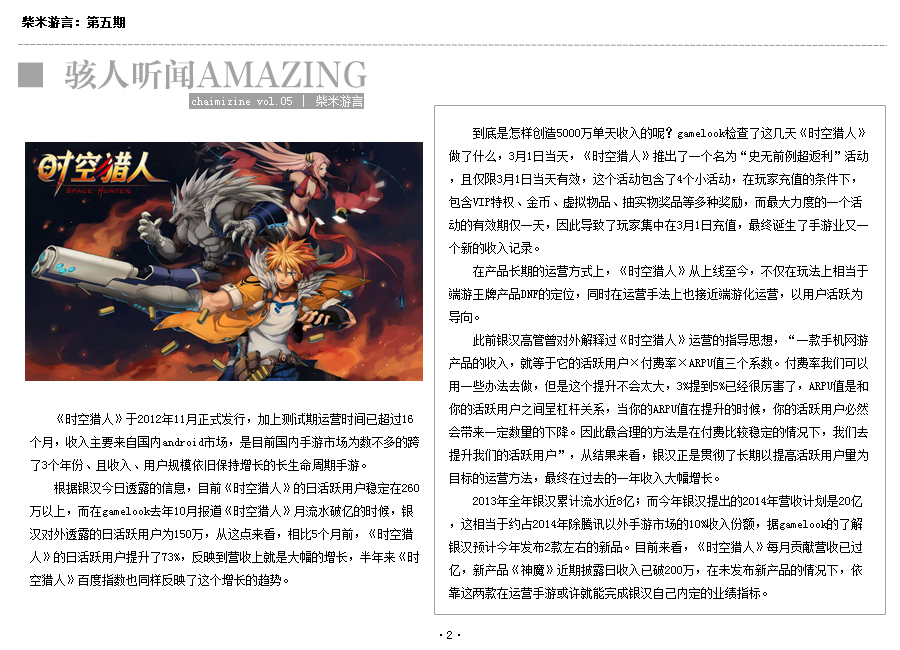 柴米游言：第五期
骇人听闻AMAZING
chaimizine vol.05 | 柴米游言
时空猎人
SPACE HUNTER
《时空猎人》于2012年11月正式发行，加上测试期运营时间已超过16
个月，收入主要来自国内android市场，是目前国内手游市场为数不多的跨
了3个年份、且收入、用户规模依旧保持增长的长生命周期手游。
根据银汉今日透露的信息，目前《时空猎人》的日活跃用户稳定在260
万以上，而在gamelook去年10月报道《时空猎人》月流水破亿的时候，银
汉对外透露的日活跃用户为150万，从这点来看，相比5个月前，《时空猎
人》的日活跃用户提升了73%，反映到营收上就是大幅的增长，半年来《时
空猎人》百度指数也同样反映了这个增长的趋势。
到底是怎样创造5000万单天收入的呢？gamelook检查了这几天《时空猎人》
做了什么，3月1日当天，《时空猎人》推出了一个名为“史无前例超返利”活动
，且仅限3月1日当天有效，这个活动包含了4个小活动，在玩家充值的条件下，
包含VIP特权、金币、虚拟物品、抽实物奖品等多种奖励，而最大力度的一个活
动的有效期仅一天，因此导致了玩家集中在3月1日充值，最终诞生了手游业又一
个新的收入记录。
在产品长期的运营方式上，《时空猎人》从上线至今，不仅在玩法上相当于
端游王牌产品DNF的定位，同时在运营手法上也接近端游化运营，以用户活跃为
导向。
此前银汉高管曾对外解释过《时空猎人》运营的指导思想，“一款手机网游
产品的收入，就等于它的活跃用户×付费率×ARPU值三个系数。付费率我们可以
用一些办法去做，但是这个提升不会太大，3%提到5%已经很厉害了，ARPU值是和
你的活跃用户之间呈杠杆关系，当你的ARPU值在提升的时候，你的活跃用户必然
会带来一定数量的下降。因此最合理的方法是在付费比较稳定的情况下，我们去
提升我们的活跃用户”，从结果来看，银汉正是贯彻了长期以提高活跃用户量为
目标的运营方法，最终在过去的一年收入大幅增长。
2013年全年银汉累计流水近8亿；而今年银汉提出的2014年营收计划是20亿
，这相当于约占2014年除腾讯以外手游市场的10%收入份额，据gamelook的了解
银汉预计今年发布2款左右的新品。目前来看，《时空猎人》每月贡献营收已过
亿，新产品《神魔》近期披露日收入已破200万，在未发布新产品的情况下，依
靠这两款在运营手游或许就能完成银汉自己内定的业绩指标。
·2·